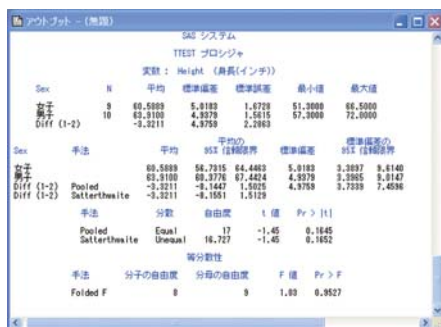 アウトプット - (無題)
SAS システム
TTEST プロシジャ
変数 : Height (身長(インチ))
Sex N 平均 標準偏差 標準誤差 最小値 最大値
女子 9 60.5889 5.0183 1.6728 51.3000 66.5000
男子 10 63.9100 4.9379 1.5615 57.3000 72.0000
Diff (1-2) -3.3211 4.9759 2.2863
Sex 手法 平均 平均の 95% 信頼限界 標準偏差 標準偏差の 95% 信頼限界
女子 60.5889 56.7315 64.4463 5.0183 3.3897 9.6140
男子 63.9100 60.3776 67.4424 4.9379 3.3965 9.0147
Diff (1-2) Pooled -3.3211 -8.1447 1.5025 4.9759 3.7339 7.4596
Diff (1-2) Satterthwaite -3.3211 -8.1551 1.5129
手法 分散 自由度 t 値 Pr > |t|
Pooled Equal 17 -1.45 0.1645
Satterthwaite Unequal 16.727 -1.45 0.1652
等分散性
手法 分子の自由度 分母の自由度 F 値 Pr > F
Folded F 8 9 1.03 0.9527